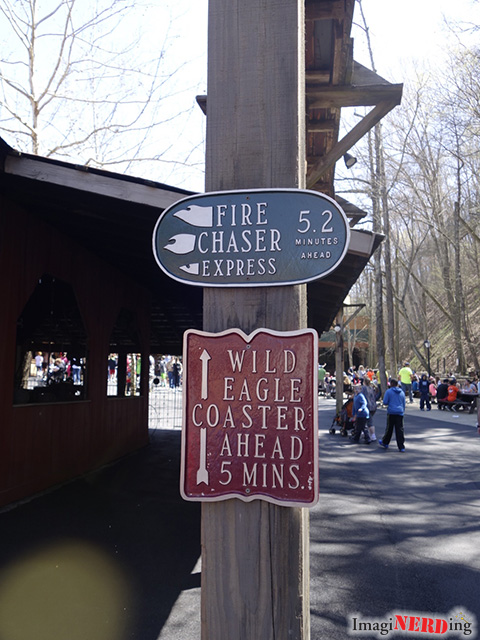 FIRE
CHASER
EXPRESS
5.2
MINUTES
AHEAD
WILD
EAGLE
COASTER
AHEAD
5 MINS.
ImagiNERDing